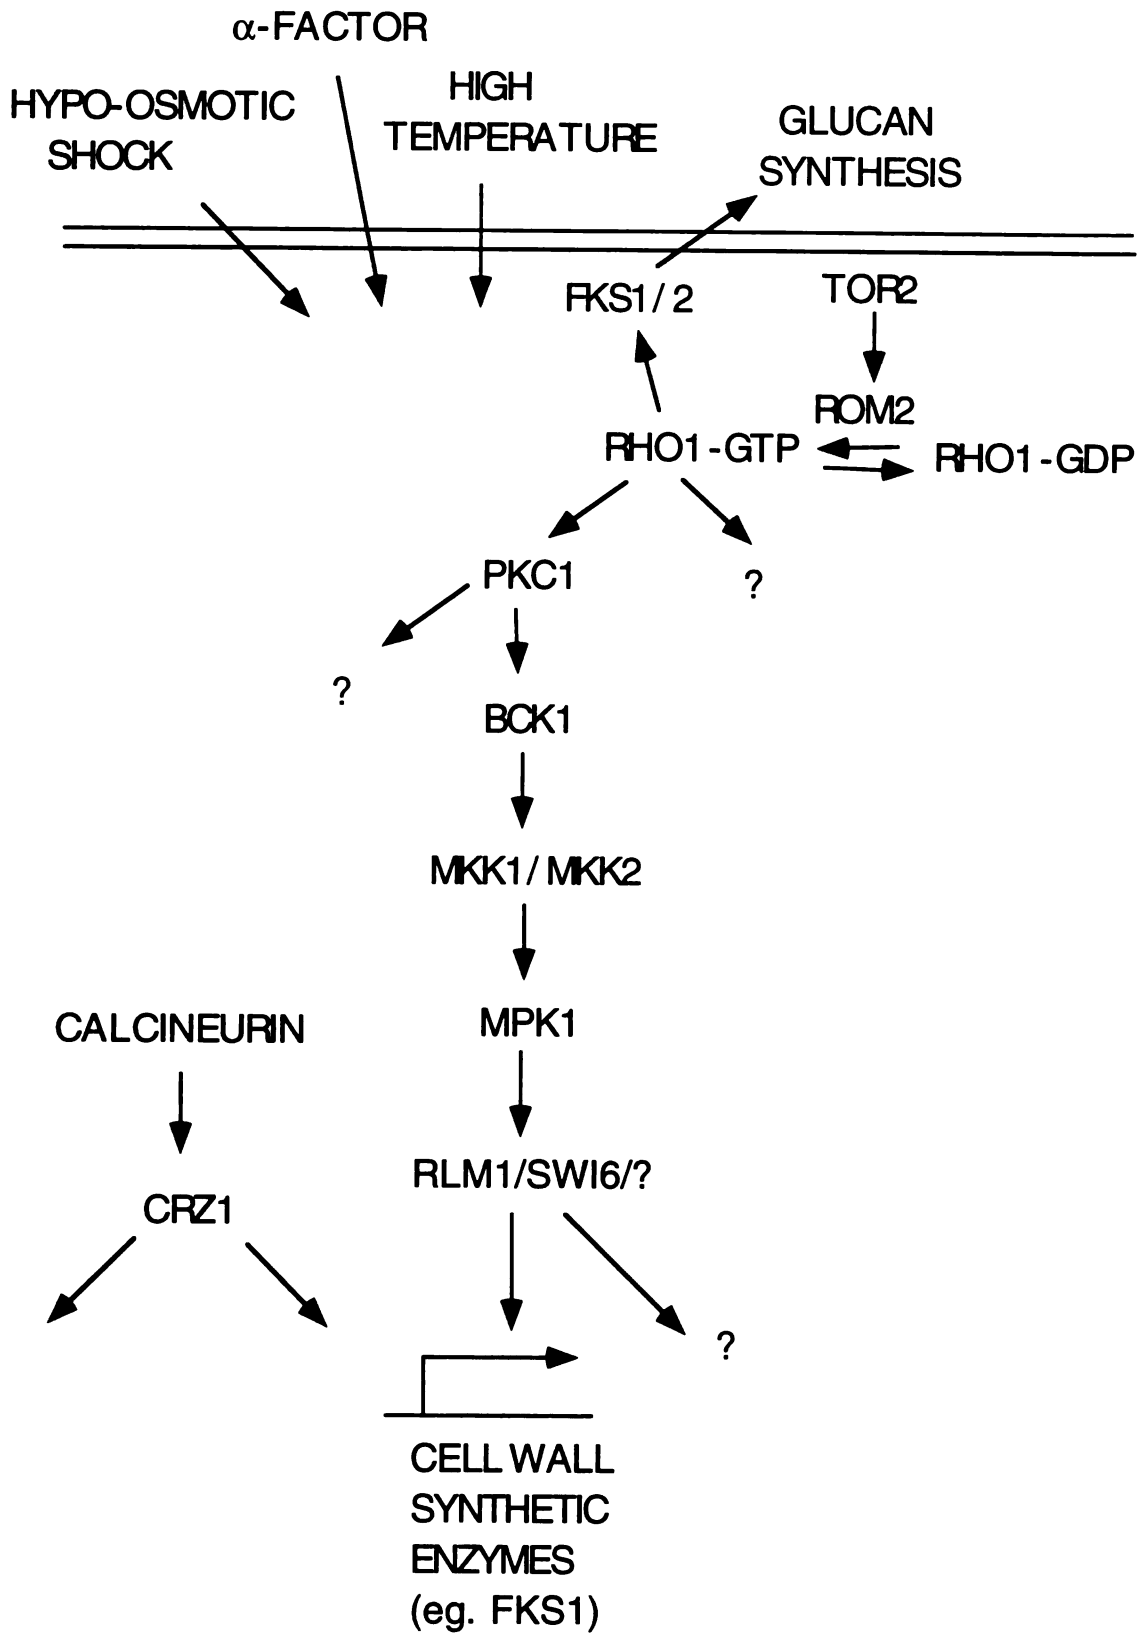 α-FACTOR
HYPO-OSMOTIC
SHOCK
HIGH
TEMPERATURE
GLUCAN
SYNTHESIS
FKS1/2
TOR2
ROM2
RHO1-GTP
RHO1-GDP
PKC1
?
?
BCK1
MKK1/MKK2
CALCINEURIN
MPK1
CRZ1
RLM1/SWI6/?
?
CELL WALL
SYNTHETIC
ENZYMES
(eg. FKS1)